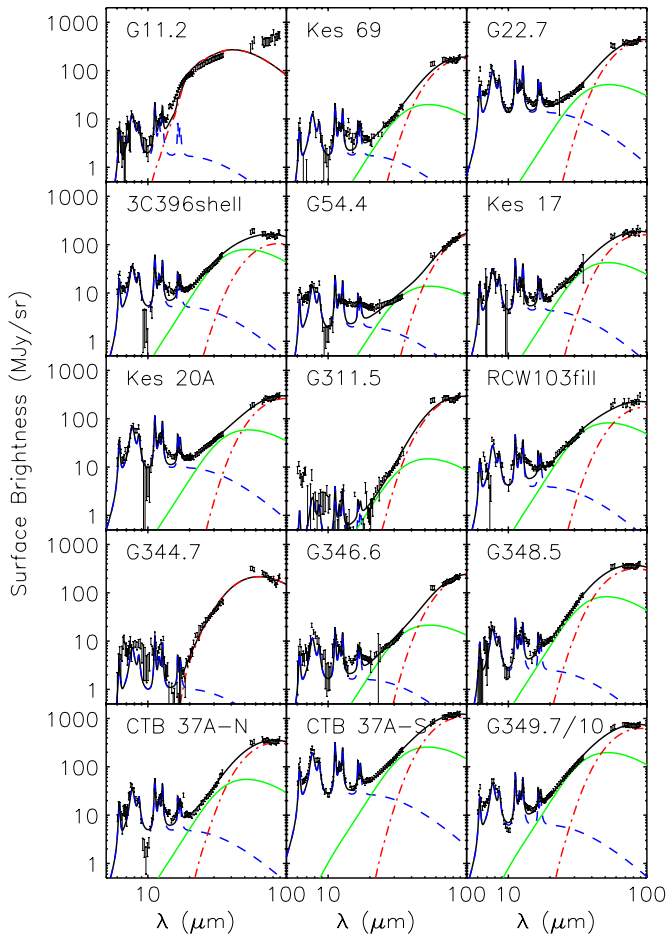 G11.2 Kes 69 G22.7
1000
100
10
1
3C396shell G54.4 Kes 17
1000
100
10
1
Kes 20A G311.5 RCW103fill
1000
100
10
1
G344.7 G346.6 G348.5
1000
100
10
1
CTB 37A-N CTB 37A-S G349.7/10
1000
100
10
1
10 100 10 100 10 100
λ (μm) λ (μm) λ (μm)
Surface Brightness (MJy/sr)